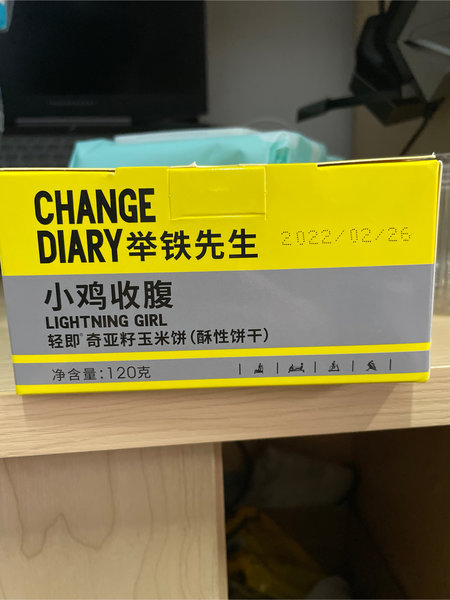 CHANGE
DIARY举铁先生 2022/02/26
小鸡收腹
LIGHTNING GIRL
轻即®奇亚籽玉米饼(酥性饼干)
净含量:120克